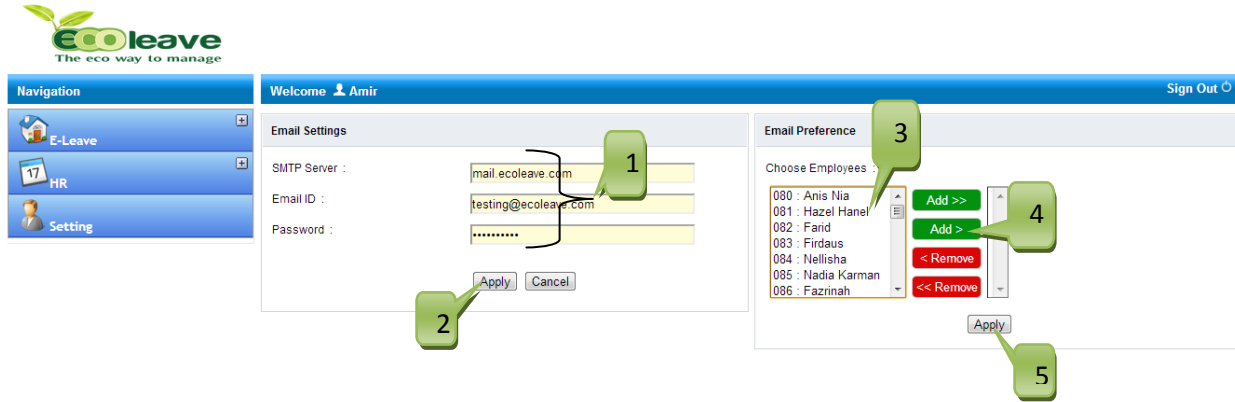 ecoleave
The eco way to manage
Navigation
E-Leave
17
HR
Setting
Welcome Amir
Sign Out
Email Settings
SMTP Server :
mail.ecoleave.com
Email ID :
testing@ecoleave.com
Password :
••••••••••
Apply Cancel
1
2
Email Preference
Choose Employees :
080 : Anis Nia
081 : Hazel Hanel
082 : Farid
083 : Firdaus
084 : Nellisha
085 : Nadia Karman
086 : Fazrinah
Add >>
Add >
< Remove
<< Remove
Apply
3
4
5